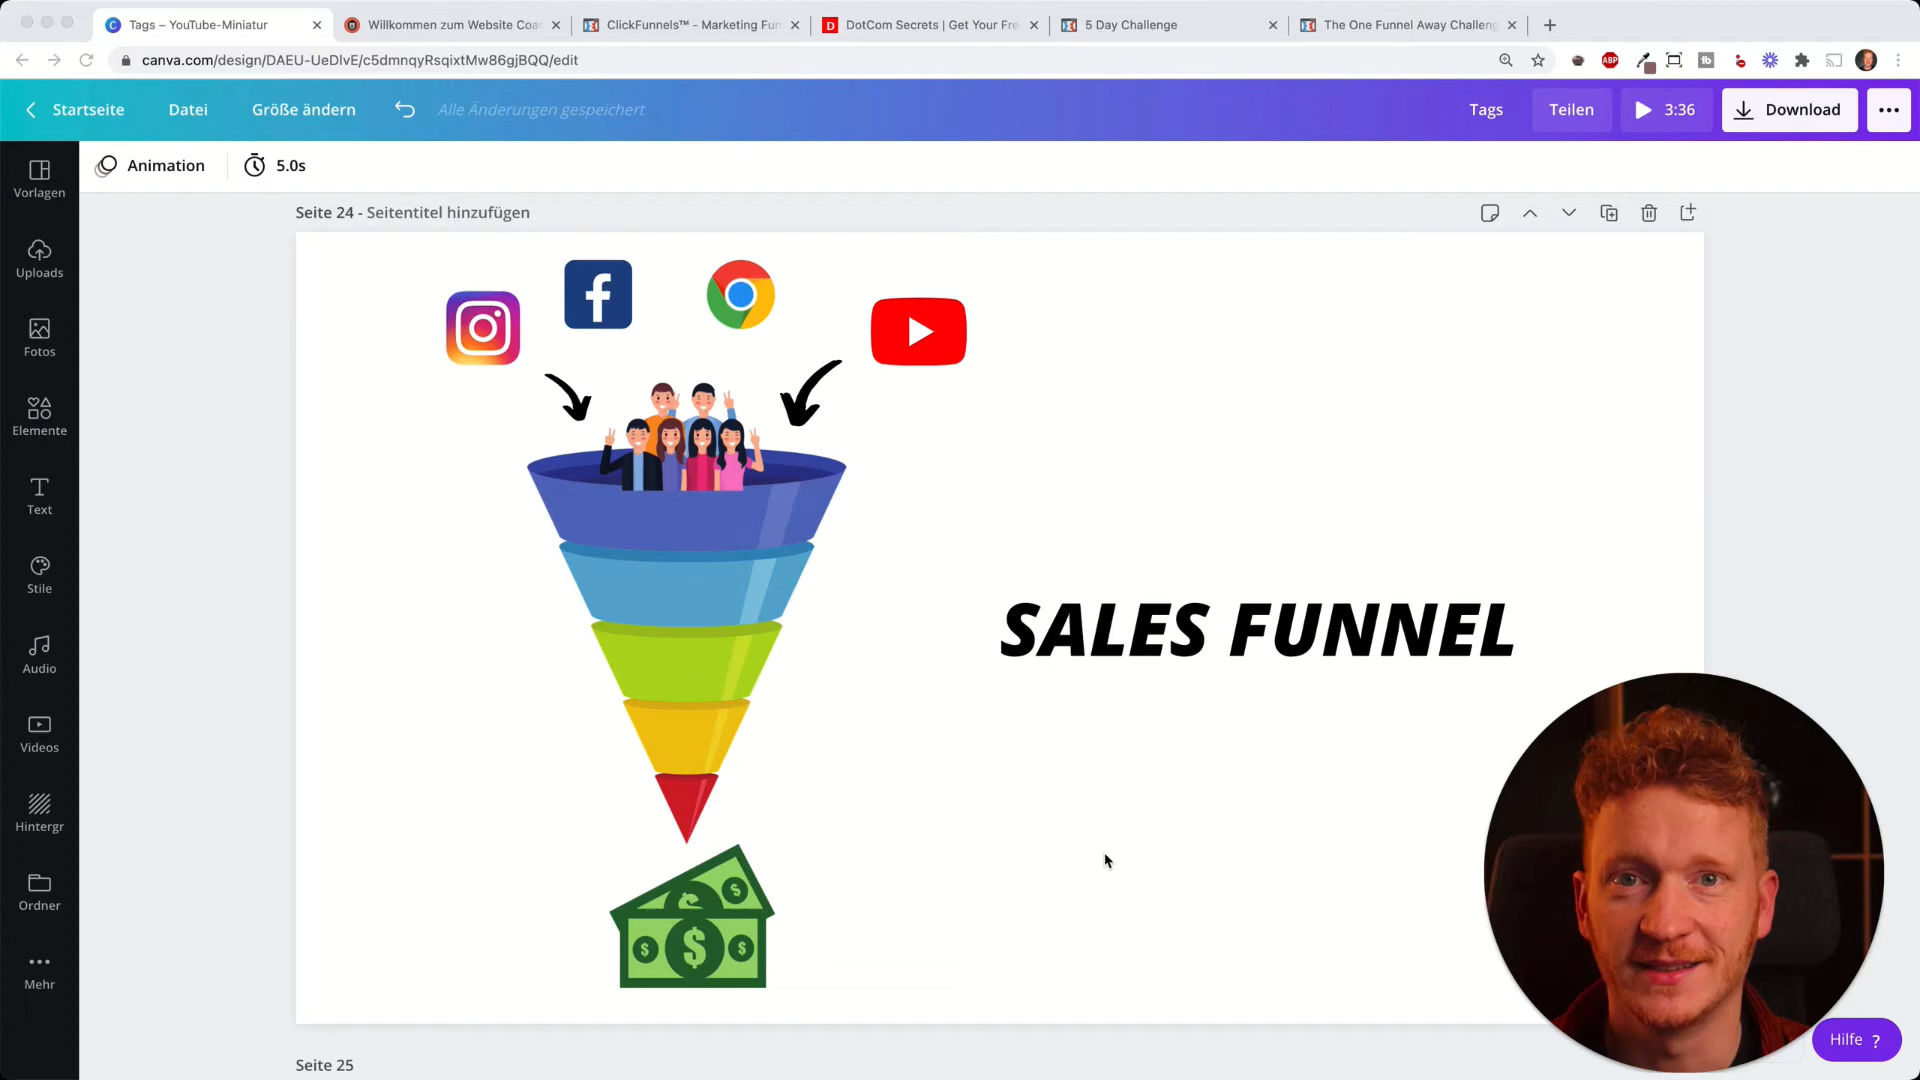 Tags – YouTube-Miniatur
Willkommen zum Website Coa
ClickFunnels™ - Marketing Fun
DotCom Secrets | Get Your Fre
5 Day Challenge
The One Funnel Away Challeng
canva.com/design/DAEU-UeDlvE/c5dmnqyRsqixtMw86gjBQQ/edit
ABP
Startseite
Datei
Größe ändern
Alle Änderungen gespeichert
Tags
Teilen
3:36
Download
Animation
5.0s
Vorlagen
Uploads
Fotos
Elemente
Text
Stile
Audio
Videos
Hintergr
Ordner
Mehr
Seite 24 - Seitentitel hinzufügen
SALES FUNNEL
Seite 25
Hilfe ?